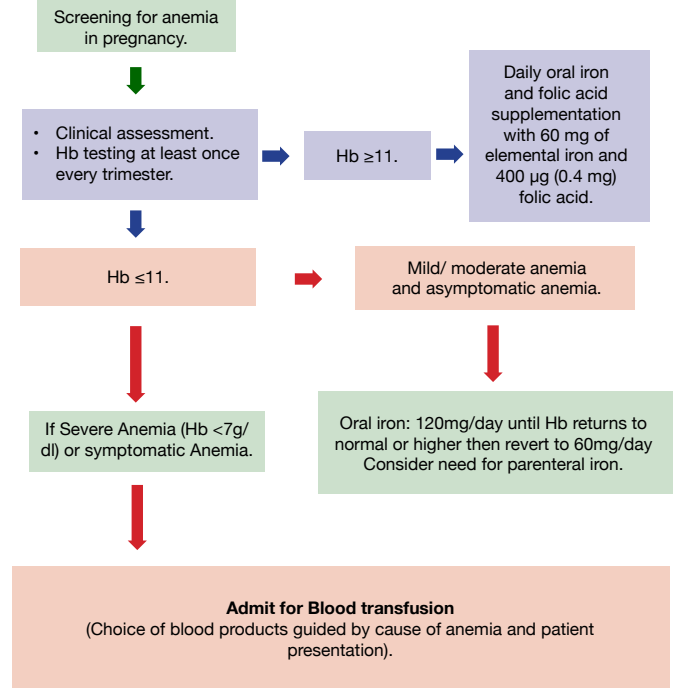 Screening for anemia
in pregnancy.
• Clinical assessment.
• Hb testing at least once
every trimester.
Hb ≥11.
Daily oral iron
and folic acid
supplementation
with 60 mg of
elemental iron and
400 µg (0.4 mg)
folic acid.
Hb ≤11.
Mild/ moderate anemia
and asymptomatic anemia.
If Severe Anemia (Hb <7g/
dl) or symptomatic Anemia.
Oral iron: 120mg/day until Hb returns to
normal or higher then revert to 60mg/day
Consider need for parenteral iron.
Admit for Blood transfusion
(Choice of blood products guided by cause of anemia and patient
presentation).